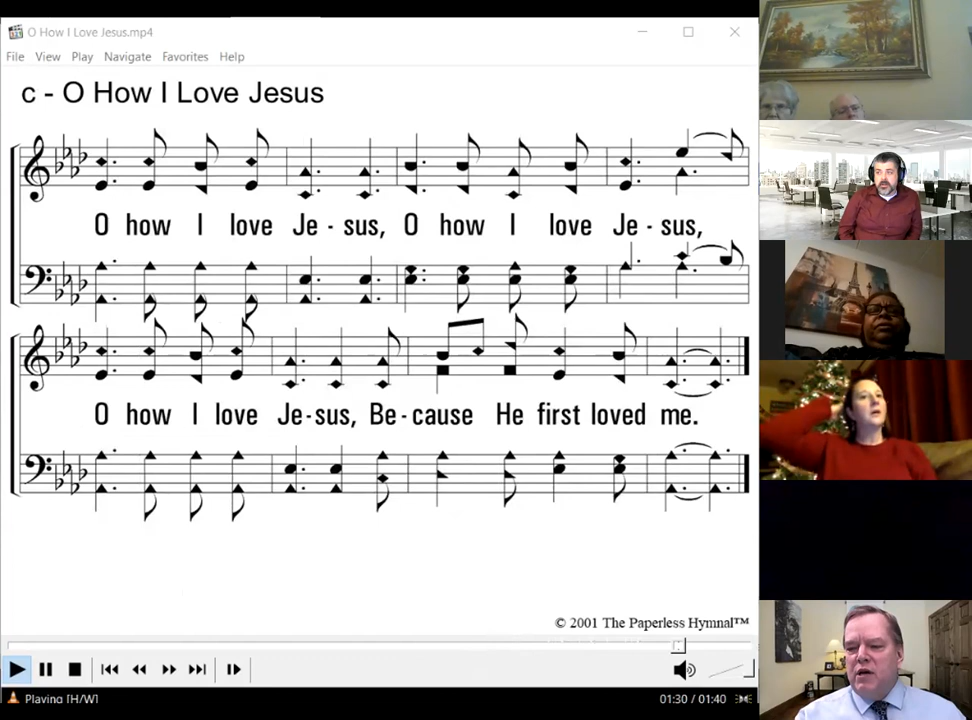 O How I Love Jesus.mp4
File View Play Navigate Favorites Help
c - O How I Love Jesus
O how I love Je - sus, O how I love Je - sus,
O how I love Je-sus, Be-cause He first loved me.
© 2001 The Paperless Hymnal™
Playing [H/W] 01:30 / 01:40